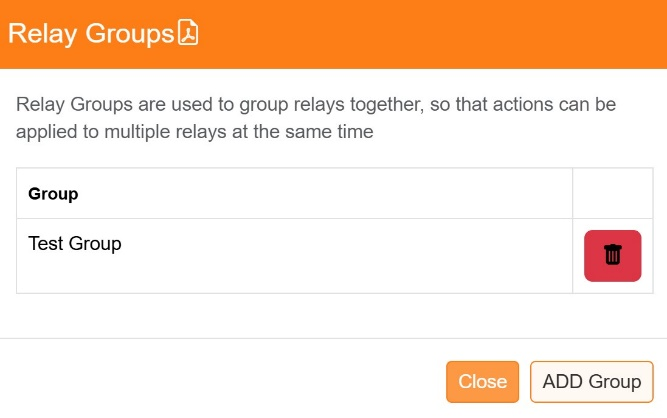 Relay Groups
Relay Groups are used to group relays together, so that actions can be
applied to multiple relays at the same time
Group
Test Group
Close
ADD Group